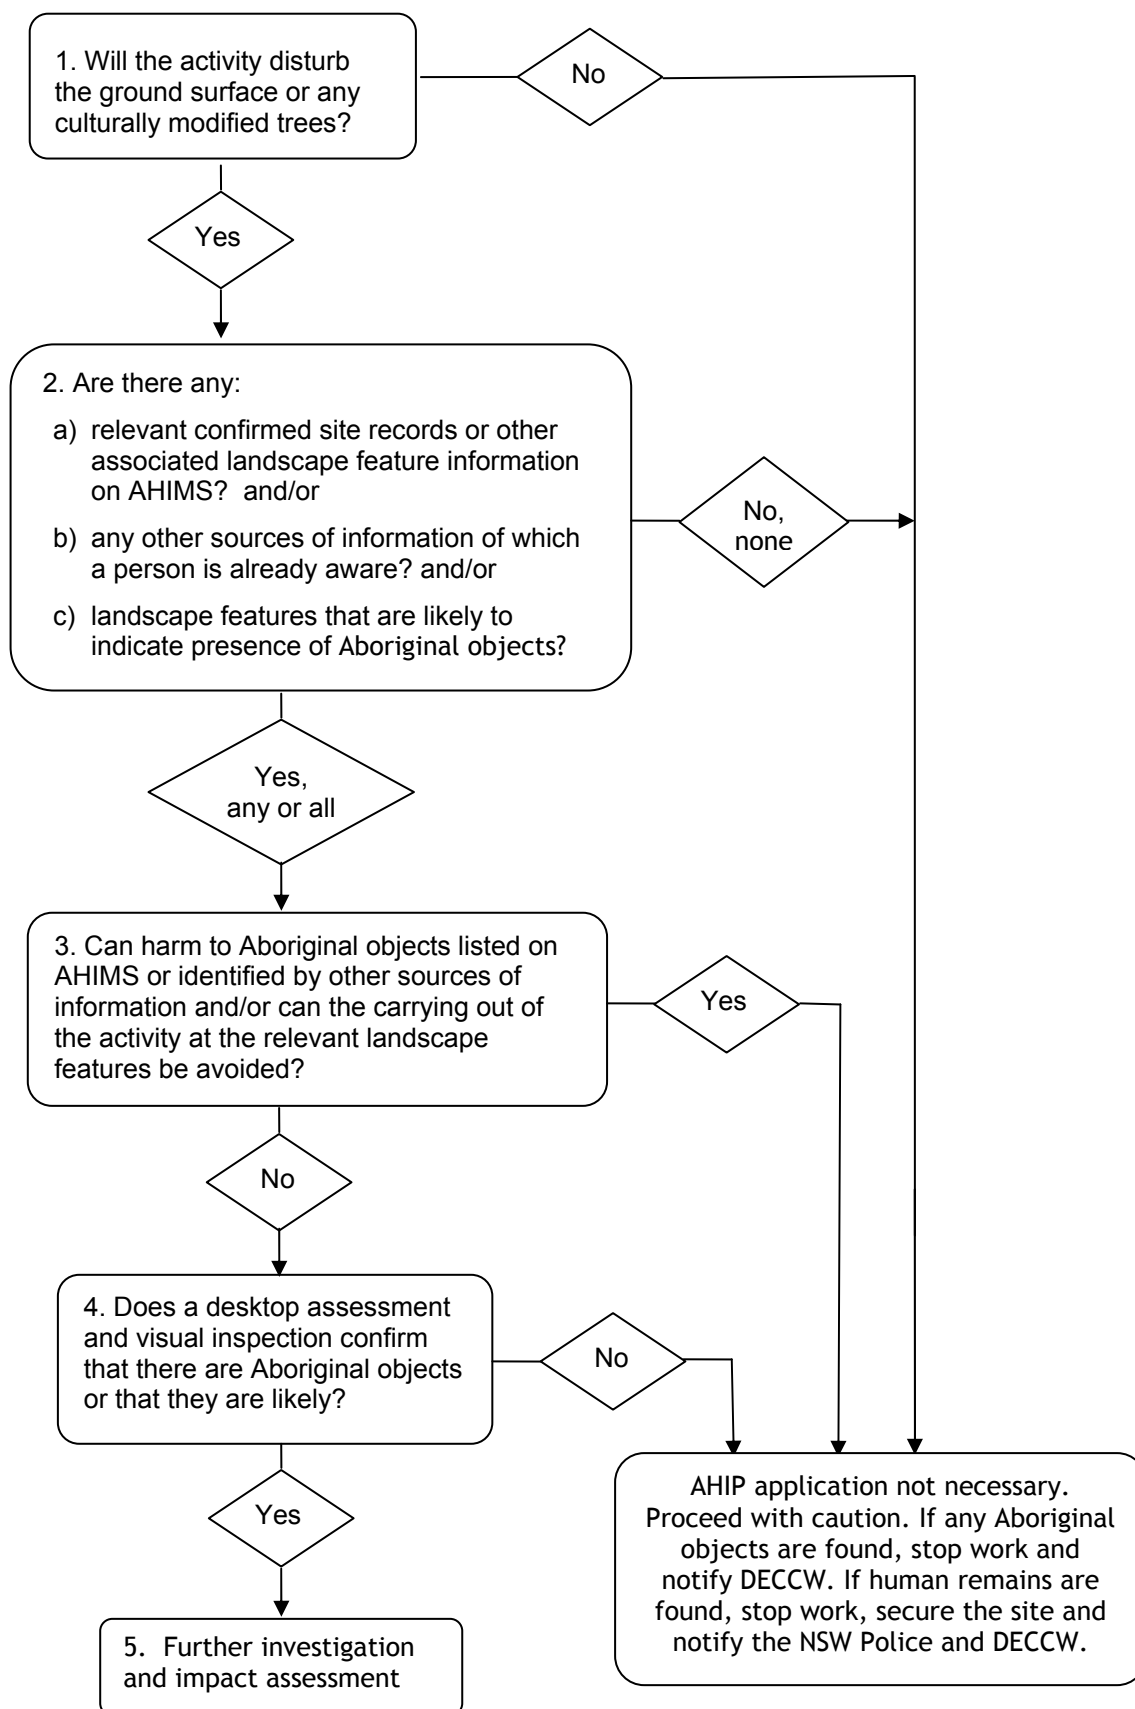 1. Will the activity disturb
the ground surface or any
culturally modified trees?
No
Yes
2. Are there any:
a) relevant confirmed site records or other
associated landscape feature information
on AHIMS? and/or
b) any other sources of information of which
a person is already aware? and/or
c) landscape features that are likely to
indicate presence of Aboriginal objects?
No,
none
Yes,
any or all
3. Can harm to Aboriginal objects listed on
AHIMS or identified by other sources of
information and/or can the carrying out of
the activity at the relevant landscape
features be avoided?
Yes
No
4. Does a desktop assessment
and visual inspection confirm
that there are Aboriginal objects
or that they are likely?
No
Yes
AHIP application not necessary.
Proceed with caution. If any Aboriginal
objects are found, stop work and
notify DECCW. If human remains are
found, stop work, secure the site and
notify the NSW Police and DECCW.
5. Further investigation
and impact assessment